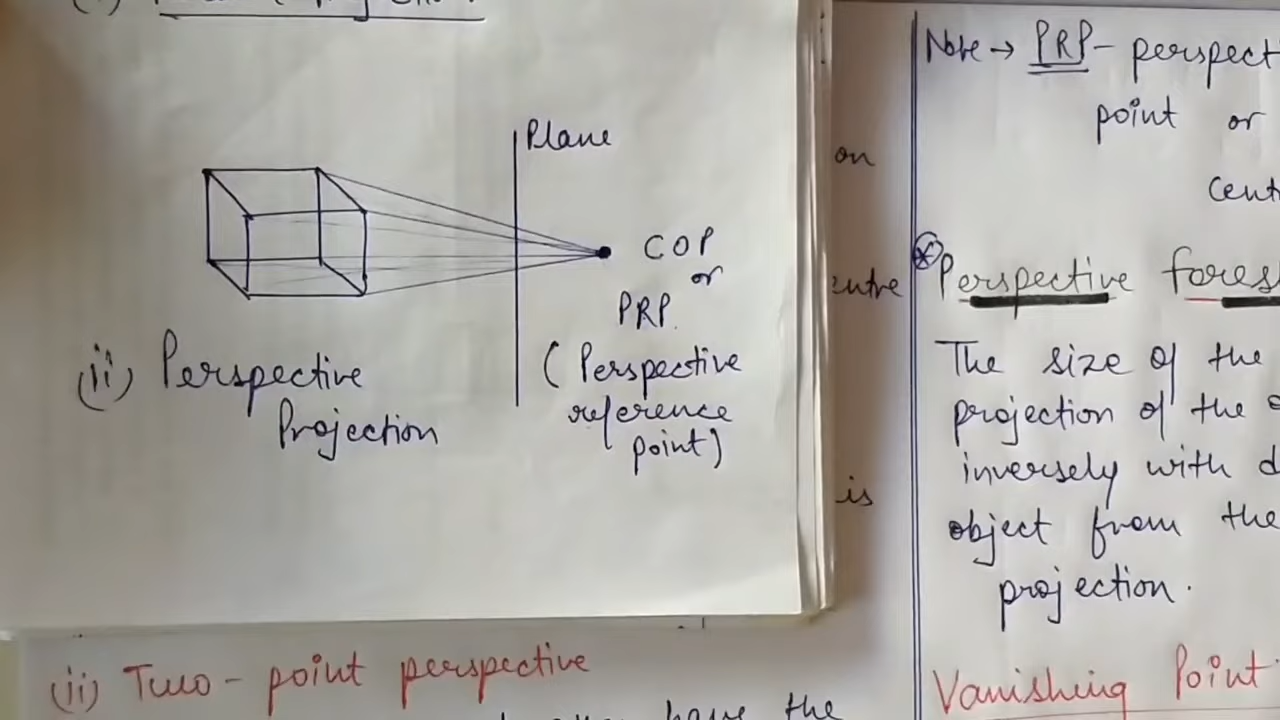 Plane
COP
or
PRP.
(ii) Perspective
Projection
(Perspective
reference
point)
on
entre
is
(ii) Two-point perspective
have the
Note → PRP - perspect
point or
Cent
Perspective fores
The size of the
projection of the
inversely with d
object from the
projection.
Vanishing Point